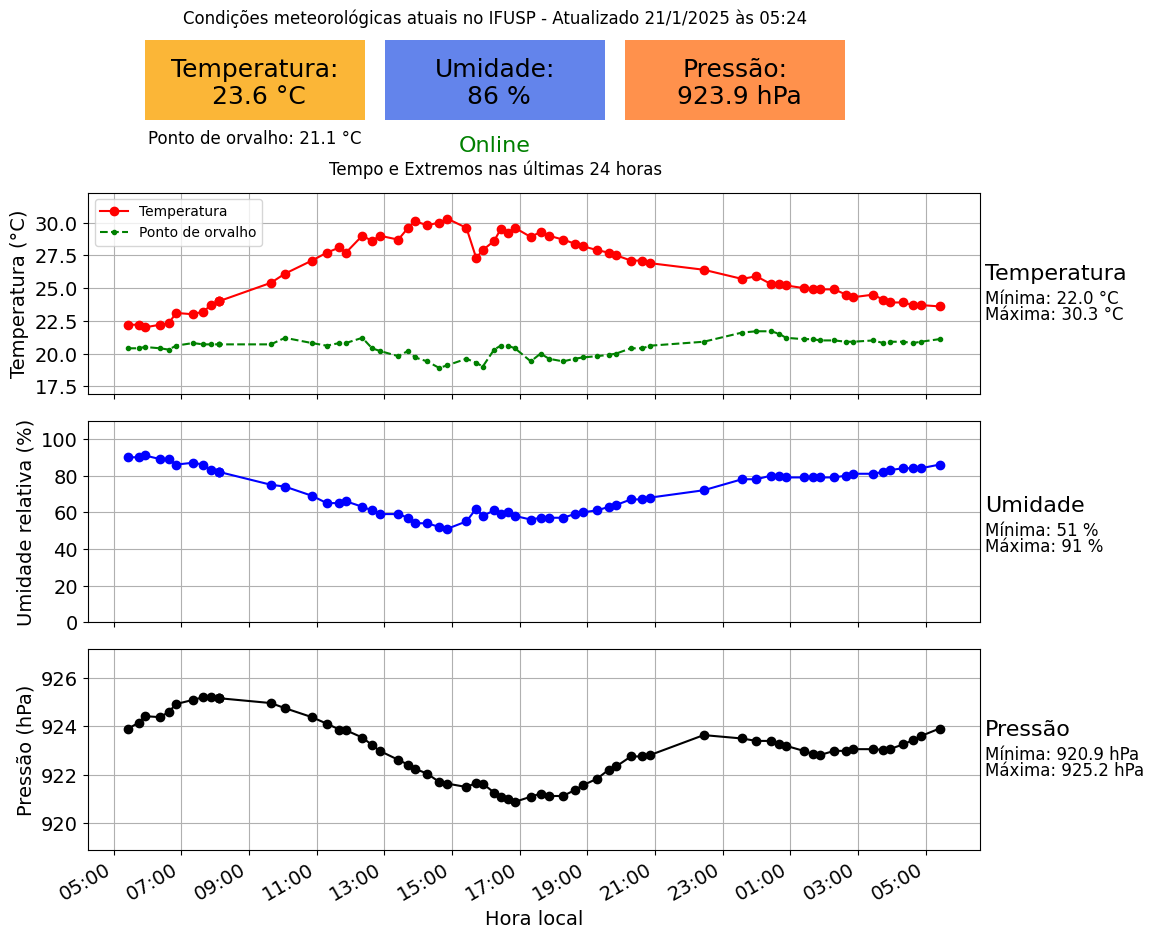 Condições meteorológicas atuais no IFUSP - Atualizado 21/1/2025 às 05:24
Temperatura:
23.6 °C
Umidade:
86 %
Pressão:
923.9 hPa
Ponto de orvalho: 21.1 °C
Online
Tempo e Extremos nas últimas 24 horas
Temperatura (°C)
30.0
27.5
25.0
22.5
20.0
17.5
Temperatura
Ponto de orvalho
Temperatura
Mínima: 22.0 °C
Máxima: 30.3 °C
Umidade relativa (%)
100
80
60
40
20
0
Umidade
Mínima: 51 %
Máxima: 91 %
Pressão (hPa)
926
924
922
920
Pressão
Mínima: 920.9 hPa
Máxima: 925.2 hPa
05:00 07:00 09:00 11:00 13:00 15:00 17:00 19:00 21:00 23:00 01:00 03:00 05:00
Hora local